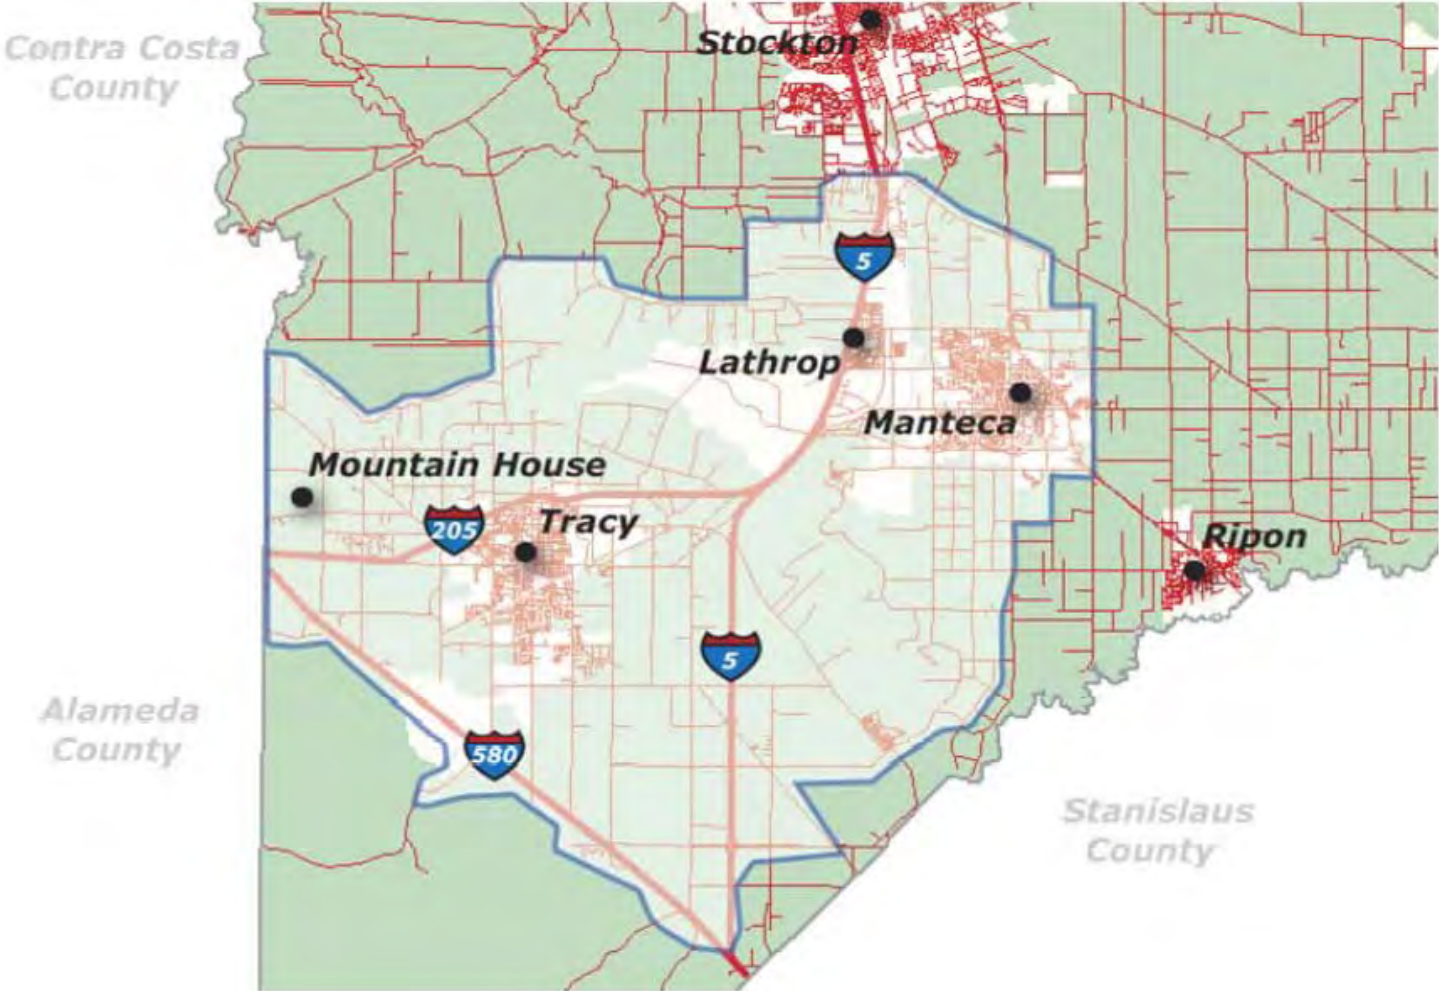 Stockton
Contra Costa
County
5
Lathrop
Manteca
Mountain House
205
Tracy
Ripon
5
Alameda
County
580
Stanislaus
County